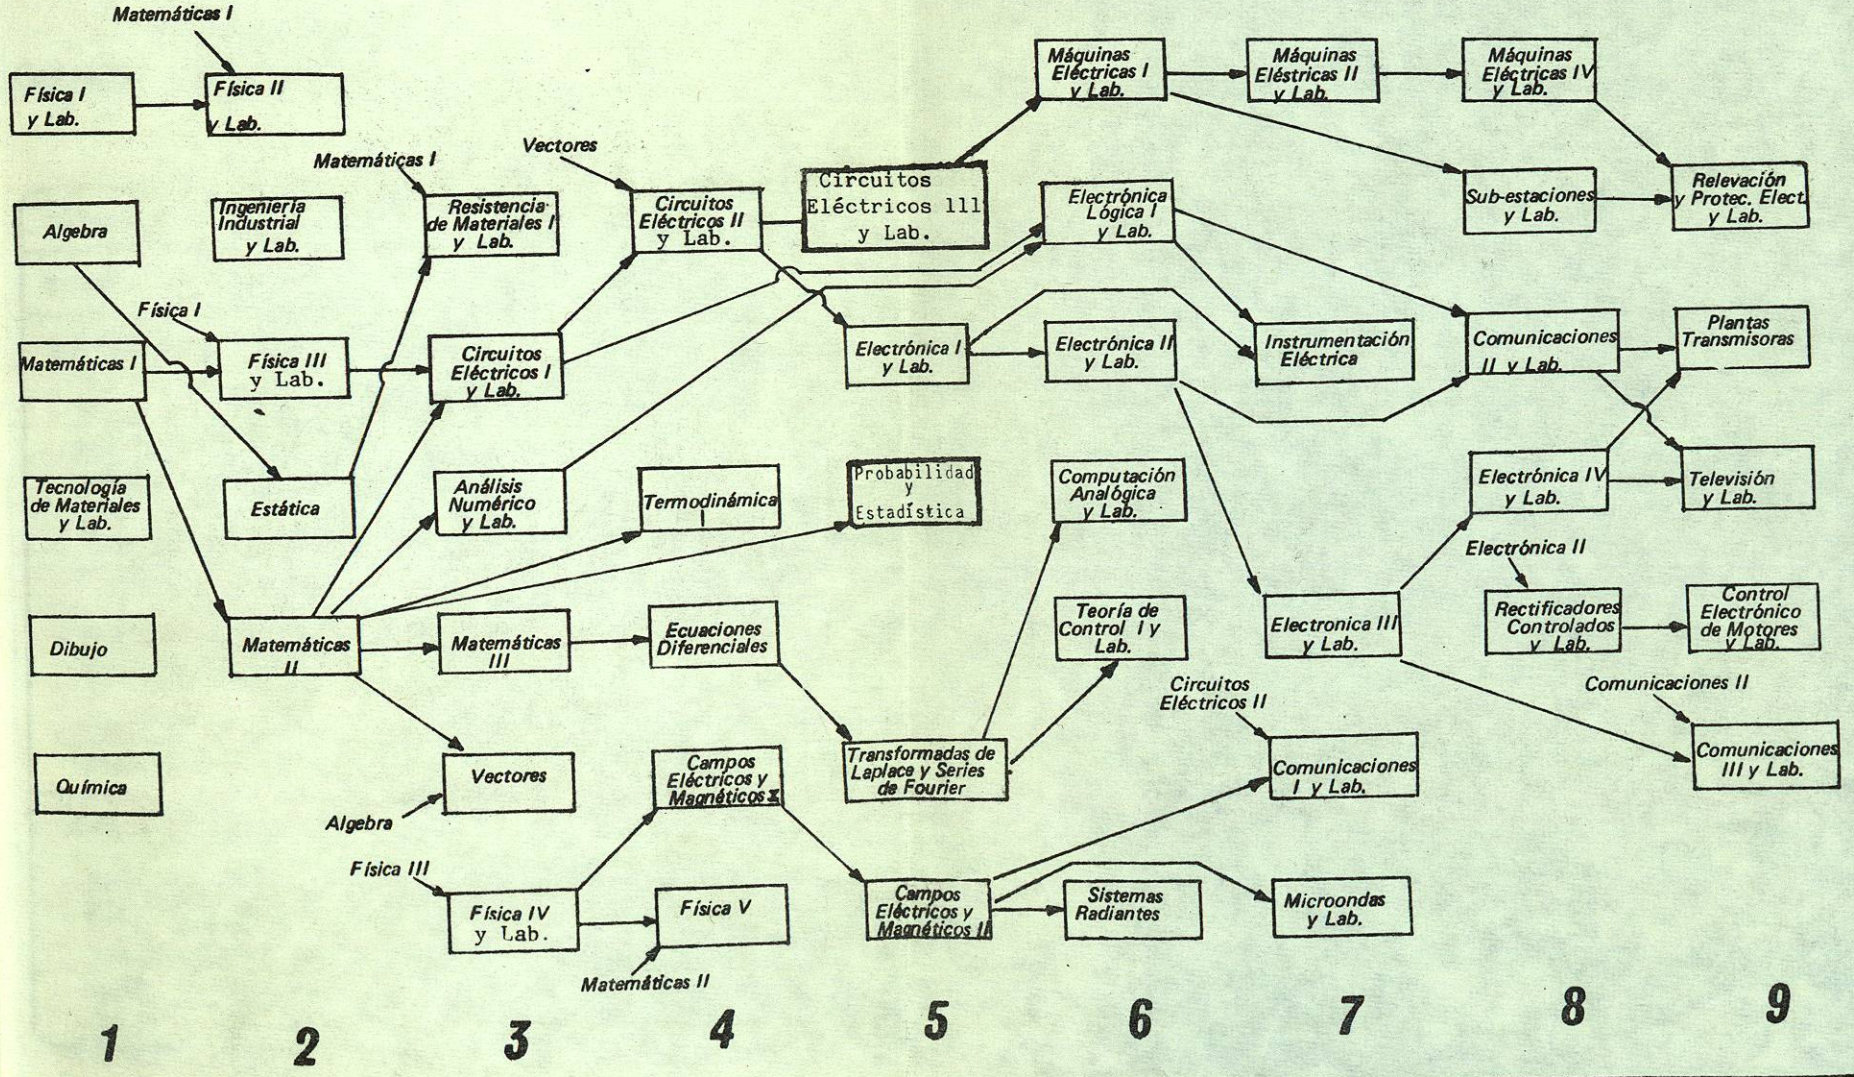 Matemáticas I
Física I
y Lab.
Física II
y Lab.
Algebra
Ingeniería
Industrial
y Lab.
Matemáticas I
Resistencia
de Materiales I
y Lab.
Vectores
Circuitos
Eléctricos II
y Lab.
Circuitos
Eléctricos lll
y Lab.
Máquinas
Eléctricas I
y Lab.
Máquinas
Eléstricas II
y Lab.
Máquinas
Eléctricas IV
y Lab.
Electrónica
Lógica I
y Lab.
Sub-estaciones
y Lab.
Relevación
y Protec. Elect.
y Lab.
Matemáticas I
Física I
Física III
y Lab.
Circuitos
Eléctricos I
y Lab.
Electrónica I
y Lab.
Electrónica II
y Lab.
Instrumentación
Eléctrica
Comunicaciones
II y Lab.
Plantas
Transmisoras
Tecnología
de Materiales
y Lab.
Estática
Análisis
Numérico
y Lab.
Termodinámica
I
Probabilidad
y
Estadística
Computación
Analógica
y Lab.
Electrónica IV
y Lab.
Televisión
y Lab.
Dibujo
Matemáticas
II
Matemáticas
III
Ecuaciones
Diferenciales
Teoría de
Control I y
Lab.
Electronica III
y Lab.
Electrónica II
Rectificadores
Controlados
y Lab.
Control
Electrónico
de Motores
y Lab.
Química
Vectores
Algebra
Campos
Eléctricos y
Magnéticos I
Transformadas de
Laplace y Series
de Fourier
Circuitos
Eléctricos II
Comunicaciones
I y Lab.
Comunicaciones II
Comunicaciones
III y Lab.
Física III
Física IV
y Lab.
Física V
Matemáticas II
Campos
Eléctricos y
Magnéticos II
Sistemas
Radiantes
Microondas
y Lab.
1 2 3 4 5 6 7 8 9